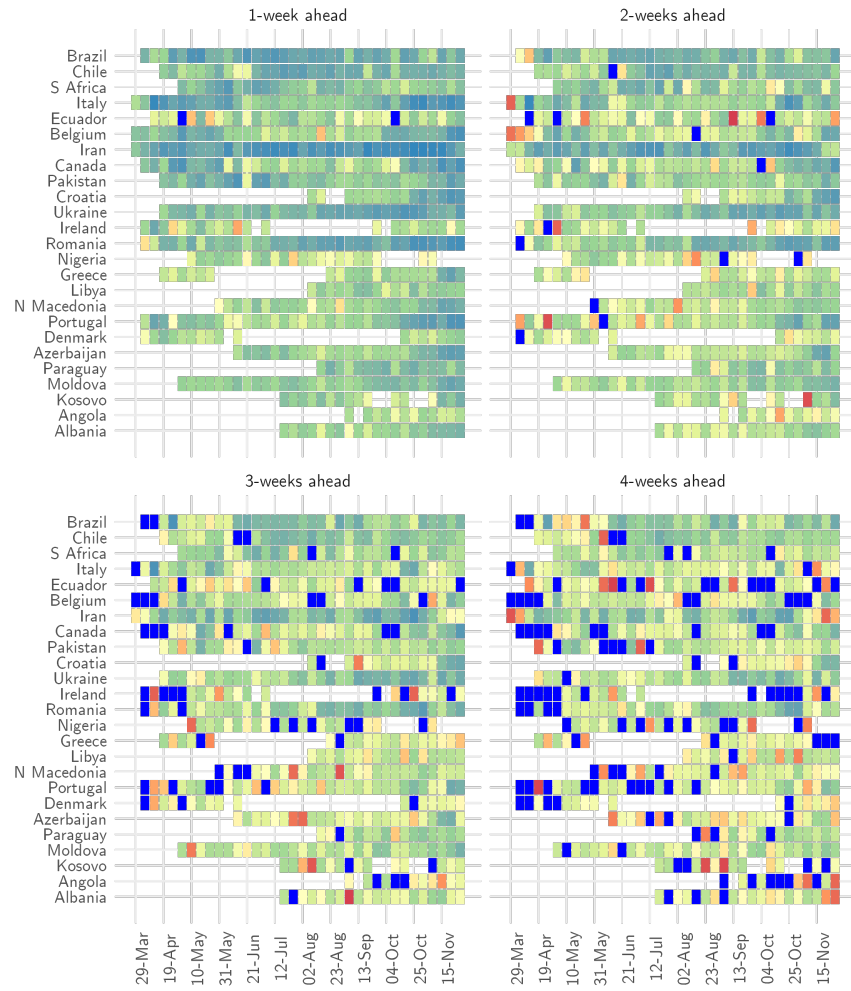 1-week ahead
2-weeks ahead
Brazil
Chile
S Africa
Italy
Ecuador
Belgium
Iran
Canada
Pakistan
Croatia
Ukraine
Ireland
Romania
Nigeria
Greece
Libya
N Macedonia
Portugal
Denmark
Azerbaijan
Paraguay
Moldova
Kosovo
Angola
Albania
3-weeks ahead
4-weeks ahead
Brazil
Chile
S Africa
Italy
Ecuador
Belgium
Iran
Canada
Pakistan
Croatia
Ukraine
Ireland
Romania
Nigeria
Greece
Libya
N Macedonia
Portugal
Denmark
Azerbaijan
Paraguay
Moldova
Kosovo
Angola
Albania
29-Mar
19-Apr
10-May
31-May
21-Jun
12-Jul
02-Aug
23-Aug
13-Sep
04-Oct
25-Oct
15-Nov
29-Mar
19-Apr
10-May
31-May
21-Jun
12-Jul
02-Aug
23-Aug
13-Sep
04-Oct
25-Oct
15-Nov